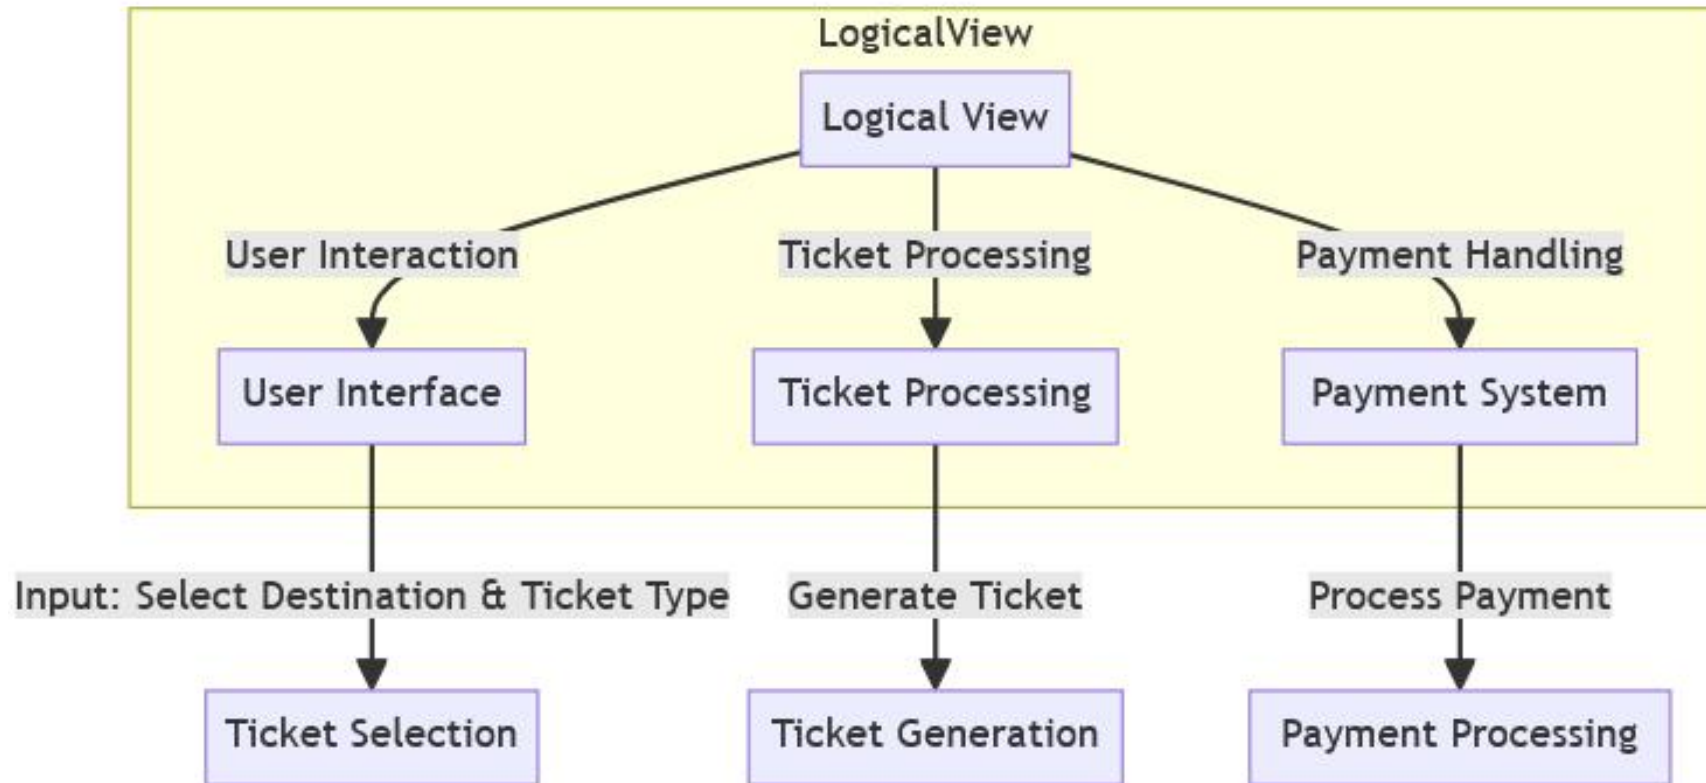 LogicalView
Logical View
User Interaction
Ticket Processing
Payment Handling
User Interface
Ticket Processing
Payment System
Input: Select Destination & Ticket Type
Generate Ticket
Process Payment
Ticket Selection
Ticket Generation
Payment Processing